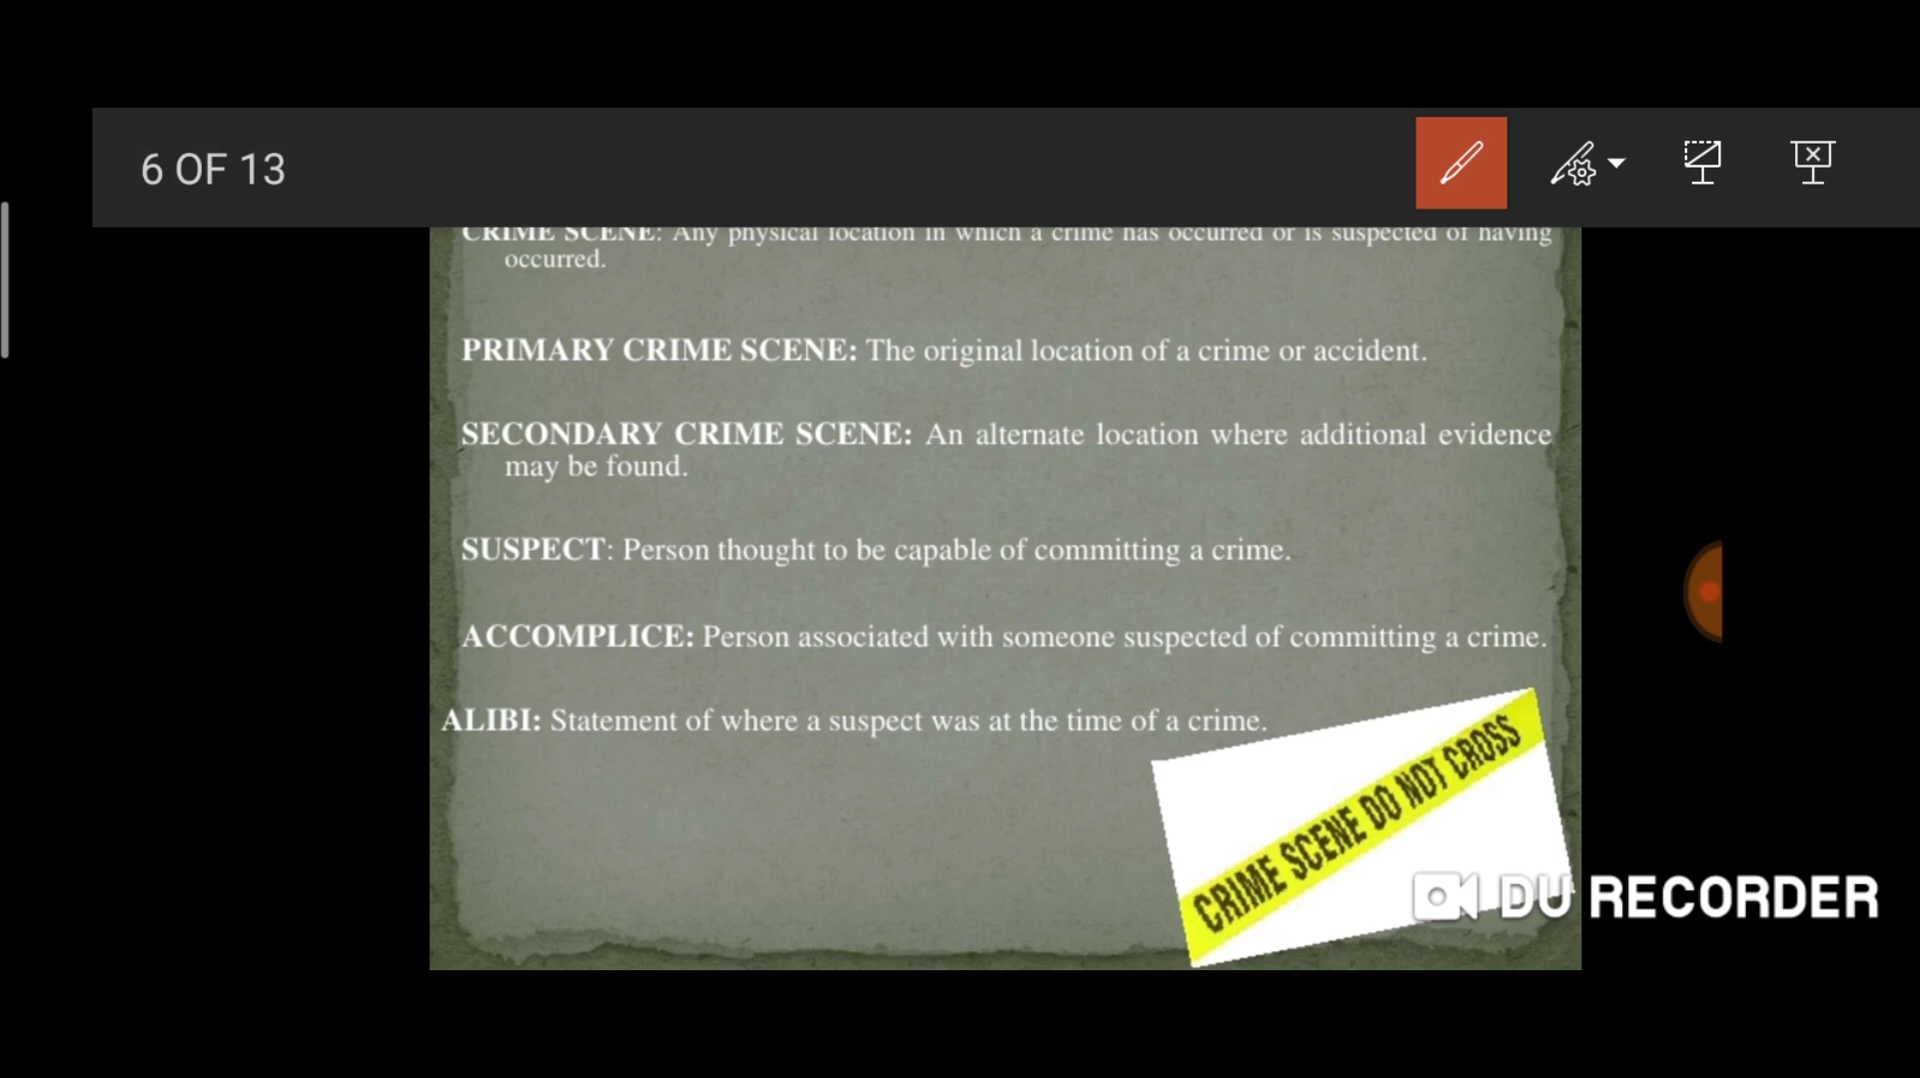 6 OF 13
CRIME SCENE: Any physical location in which a crime has occurred or is suspected of having
occurred.
PRIMARY CRIME SCENE: The original location of a crime or accident.
SECONDARY CRIME SCENE: An alternate location where additional evidence
may be found.
SUSPECT: Person thought to be capable of committing a crime.
ACCOMPLICE: Person associated with someone suspected of committing a crime.
ALIBI: Statement of where a suspect was at the time of a crime.
CRIME SCENE DO NOT CROSS
DU RECORDER